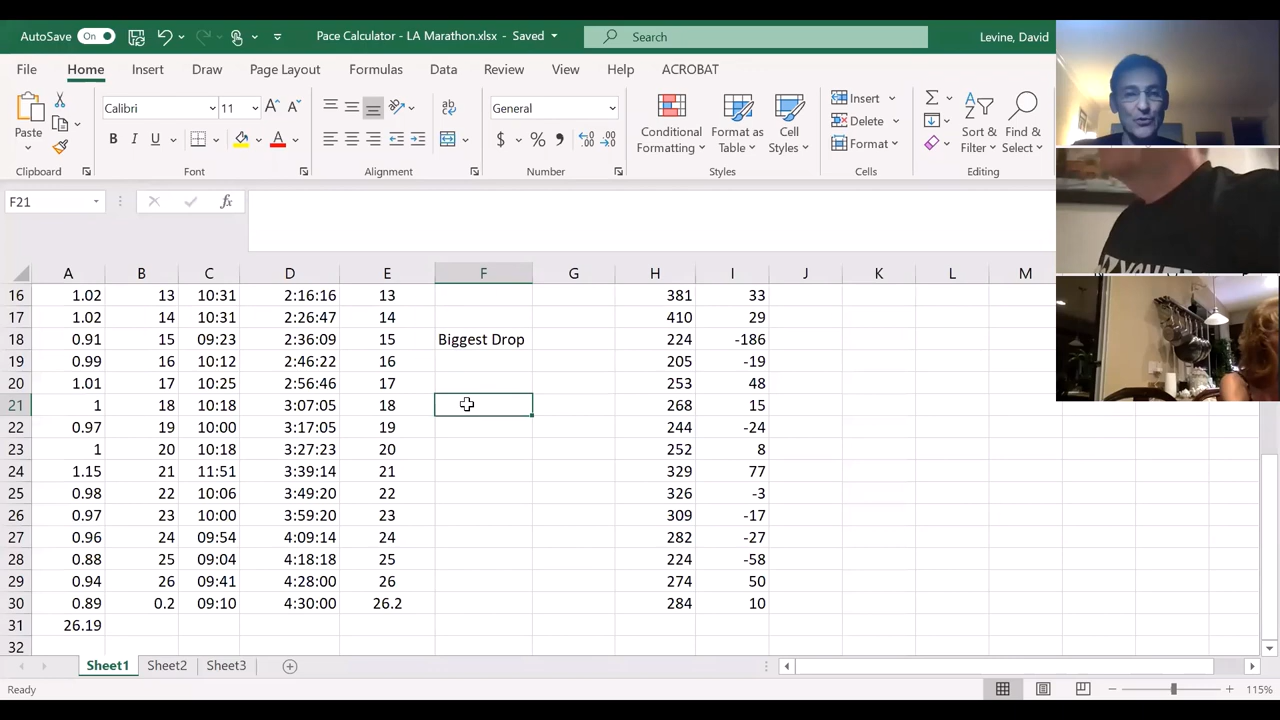 AutoSave On Pace Calculator - LA Marathon.xlsx - Saved Search Levine, David
File Home Insert Draw Page Layout Formulas Data Review View Help ACROBAT
Calibri 11 General Insert
Paste Conditional Formatting Format as Table Cell Styles Delete Sort & Filter Find & Select
B I U A $ % Format
Clipboard Font Alignment Number Styles Cells Editing
F21 fx
A B C D E F G H I J K L M
16 1.02 13 10:31 2:16:16 13 381 33
17 1.02 14 10:31 2:26:47 14 410 29
18 0.91 15 09:23 2:36:09 15 Biggest Drop 224 -186
19 0.99 16 10:12 2:46:22 16 205 -19
20 1.01 17 10:25 2:56:46 17 253 48
21 1 18 10:18 3:07:05 18 268 15
22 0.97 19 10:00 3:17:05 19 244 -24
23 1 20 10:18 3:27:23 20 252 8
24 1.15 21 11:51 3:39:14 21 329 77
25 0.98 22 10:06 3:49:20 22 326 -3
26 0.97 23 10:00 3:59:20 23 309 -17
27 0.96 24 09:54 4:09:14 24 282 -27
28 0.88 25 09:04 4:18:18 25 224 -58
29 0.94 26 09:41 4:28:00 26 274 50
30 0.89 0.2 09:10 4:30:00 26.2 284 10
31 26.19
32
Sheet1 Sheet2 Sheet3
Ready 115%